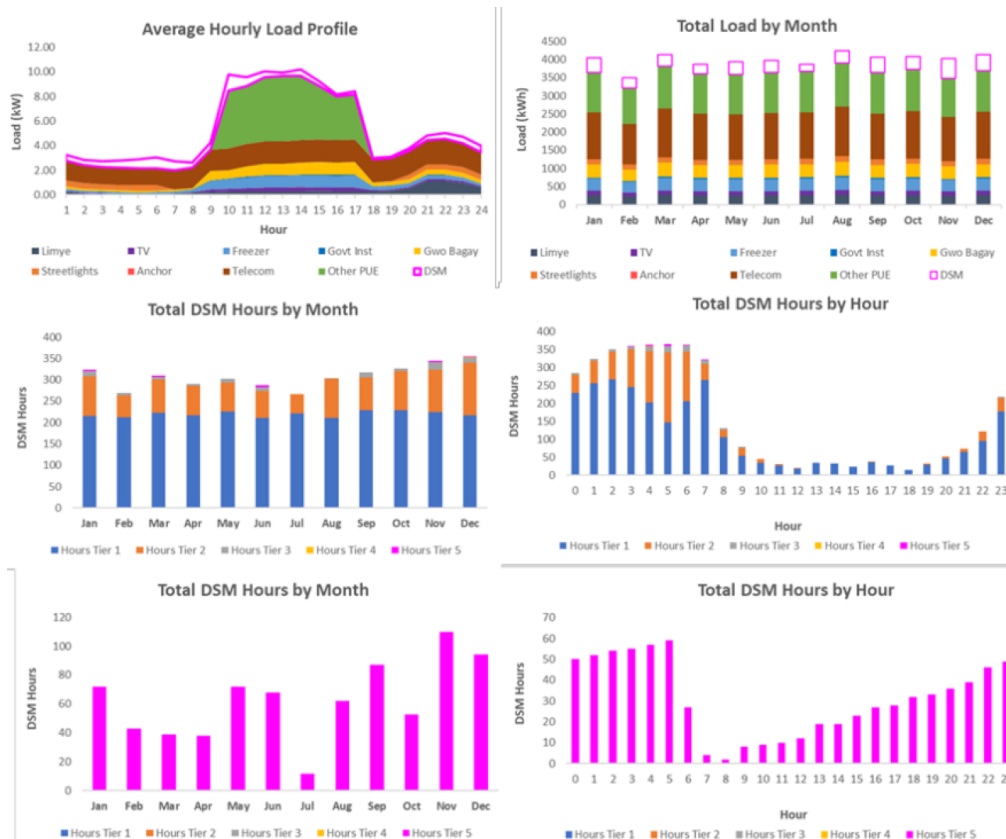 Average Hourly Load Profile
Load (kW)
12.00
10.00
8.00
6.00
4.00
2.00
0.00
1 2 3 4 5 6 7 8 9 10 11 12 13 14 15 16 17 18 19 20 21 22 23 24
Hour
Limye TV Freezer Govt Inst Gwo Bagay
Streetlights Anchor Telecom Other PUE DSM
Total Load by Month
Load (kWh)
4500
4000
3500
3000
2500
2000
1500
1000
500
0
Jan Feb Mar Apr May Jun Jul Aug Sep Oct Nov Dec
Limye TV Freezer Govt Inst Gwo Bagay
Streetlights Anchor Telecom Other PUE DSM
Total DSM Hours by Month
DSM Hours
400
350
300
250
200
150
100
50
0
Jan Feb Mar Apr May Jun Jul Aug Sep Oct Nov Dec
Hours Tier 1 Hours Tier 2 Hours Tier 3 Hours Tier 4 Hours Tier 5
Total DSM Hours by Hour
DSM Hours
400
350
300
250
200
150
100
50
0
0 1 2 3 4 5 6 7 8 9 10 11 12 13 14 15 16 17 18 19 20 21 22 23
Hour
Hours Tier 1 Hours Tier 2 Hours Tier 3 Hours Tier 4 Hours Tier 5
Total DSM Hours by Month
DSM Hours
120
100
80
60
40
20
0
Jan Feb Mar Apr May Jun Jul Aug Sep Oct Nov Dec
Hours Tier 1 Hours Tier 2 Hours Tier 3 Hours Tier 4 Hours Tier 5
Total DSM Hours by Hour
DSM Hours
70
60
50
40
30
20
10
0
0 1 2 3 4 5 6 7 8 9 10 11 12 13 14 15 16 17 18 19 20 21 22 2
Hour
Hours Tier 1 Hours Tier 2 Hours Tier 3 Hours Tier 4 Hours Tier 5